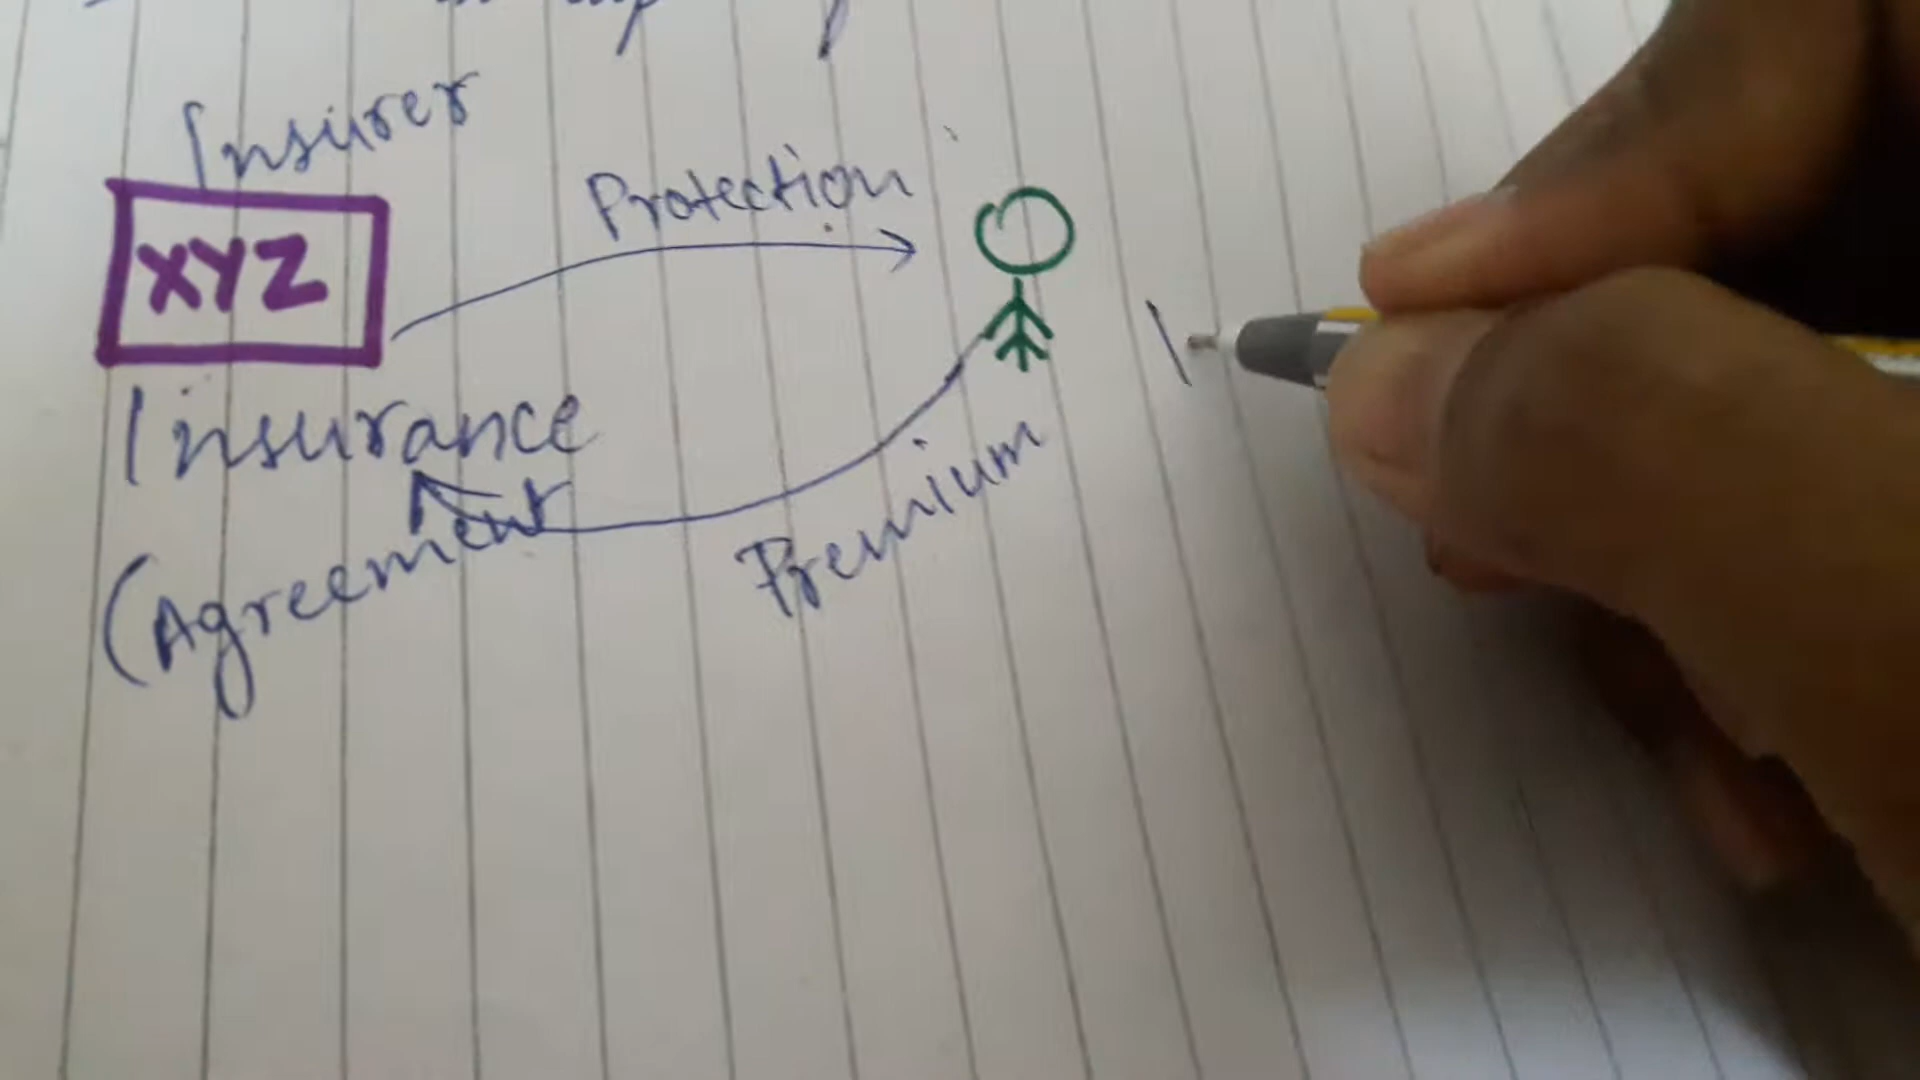 Insurer
Protection
XYZ
Insurance
(Agreement
Premium